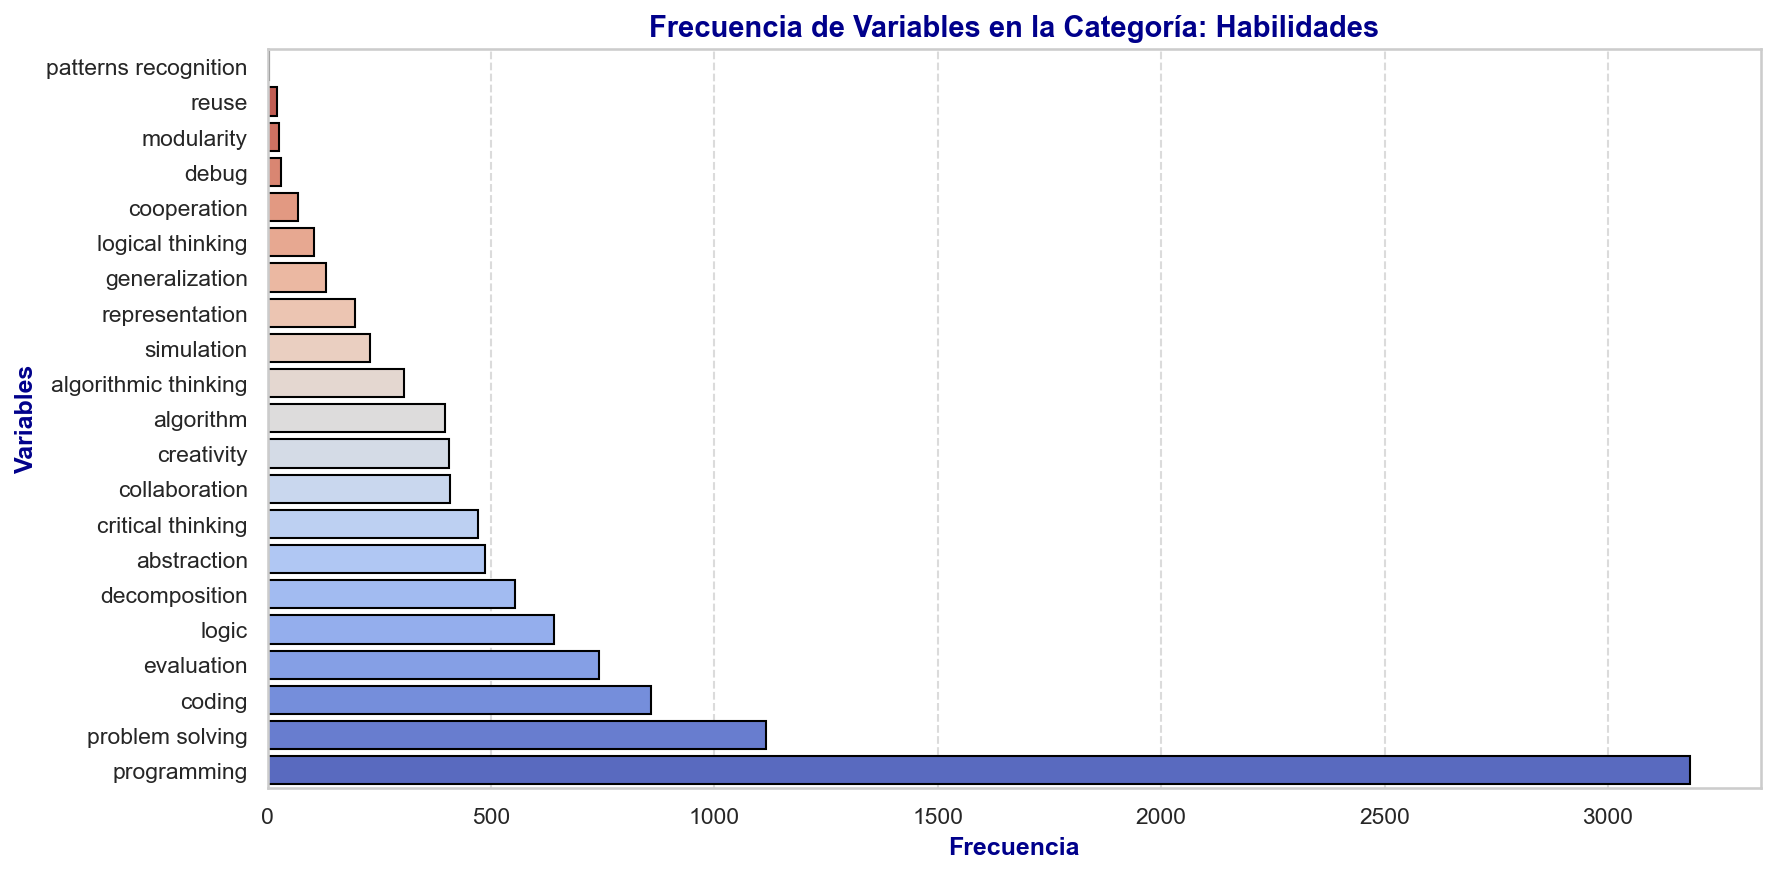 Frecuencia de Variables en la Categoría: Habilidades
patterns recognition
reuse
modularity
debug
cooperation
logical thinking
generalization
representation
simulation
algorithmic thinking
algorithm
creativity
collaboration
critical thinking
abstraction
decomposition
logic
evaluation
coding
problem solving
programming
Variables
0 500 1000 1500 2000 2500 3000
Frecuencia